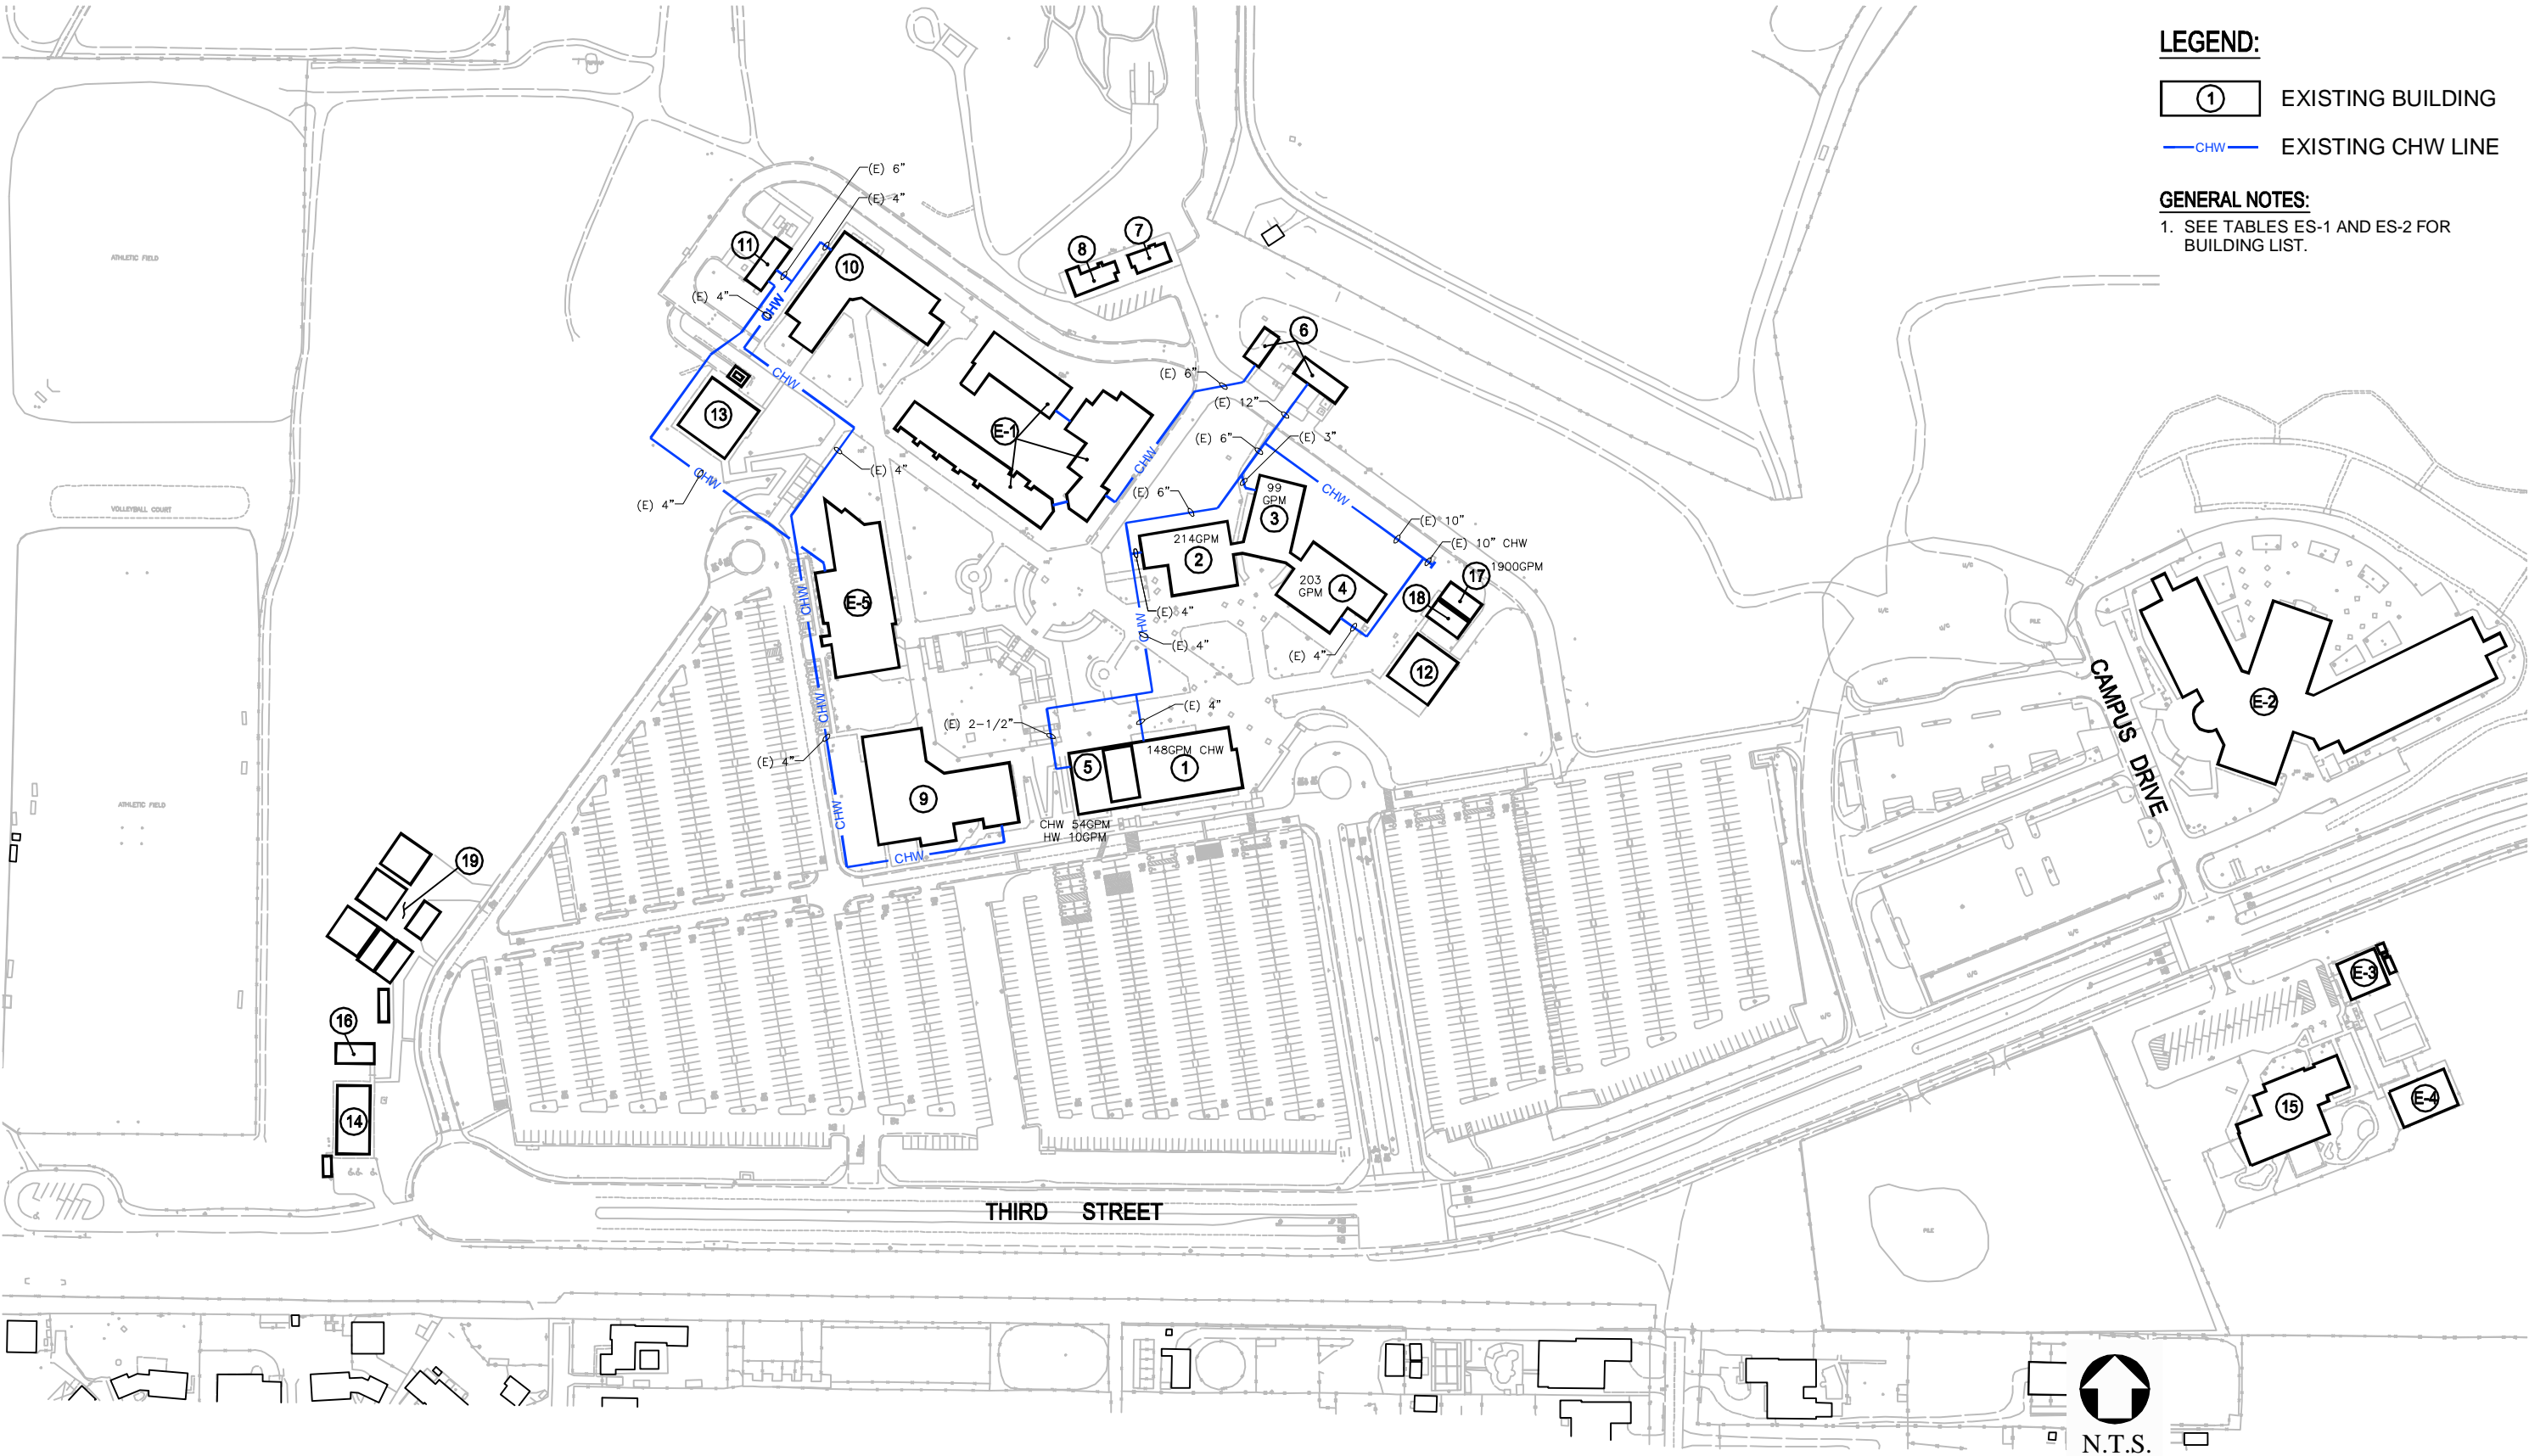 LEGEND:
1 EXISTING BUILDING
CHW EXISTING CHW LINE
GENERAL NOTES:
1. SEE TABLES ES-1 AND ES-2 FOR
BUILDING LIST.
ATHLETIC FIELD
(E) 6"
(E) 4"
11
10
8
7
(E) 4"
CHW
CHW
13
CHW
(E) 4"
(E) 4"
CHW
E-1
6
(E) 6"
(E) 12"
(E) 6"
(E) 3"
CHW
(E) 6"
CHW
99
GPM
3
214GPM
2
203
GPM
4
(E) 10"
(E) 10" CHW
1900GPM
17
18
12
(E) 4"
(E) 4"
(E) 4"
CHW
VOLLEYBALL COURT
CHW
E-5
CHW
(E) 4"
CHW
CHW
9
(E) 2-1/2"
(E) 4"
148GPM CHW
5
1
CHW 54GPM
HW 10GPM
E-2
CAMPUS DRIVE
ATHLETIC FIELD
19
16
14
E-3
E-4
15
PILE
PILE
THIRD STREET
N.T.S.